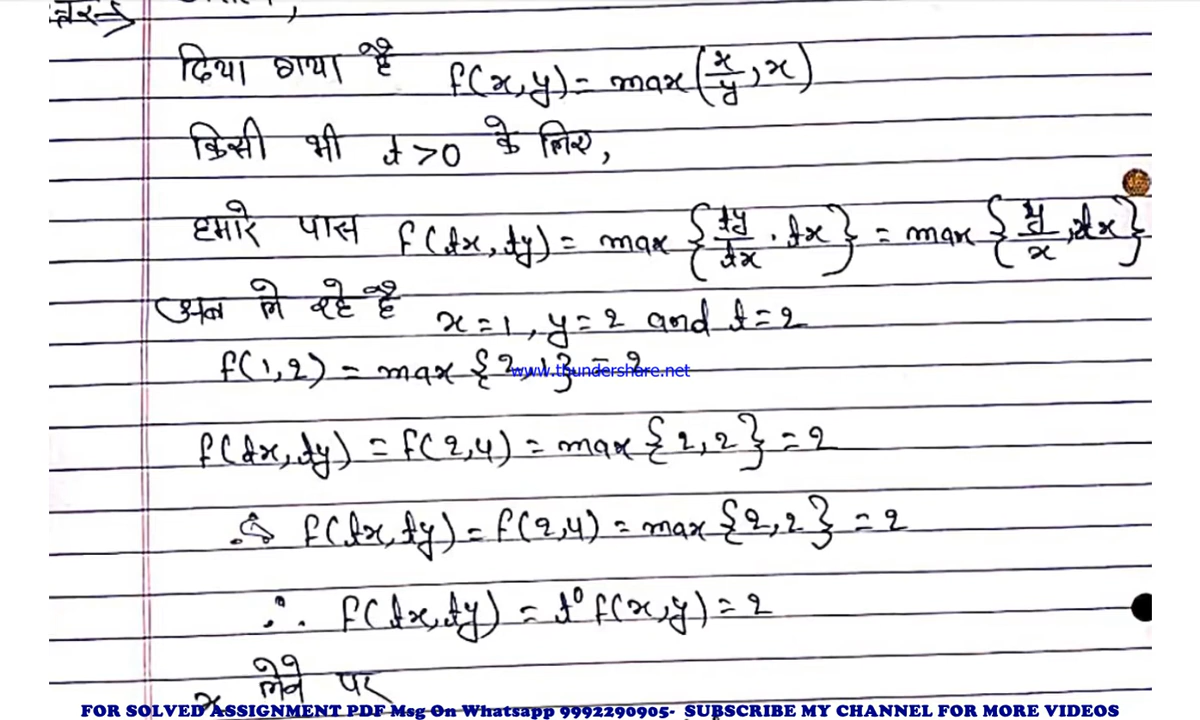 दिया गया है f(x,y) = max(x/y, x)
किसी भी t>0 के लिए,
हमारे पास f(tx,ty) = max {ty/tx . tx} = max {y/x, tx}
अब ले रहे है x=1, y=2 and t=2
f(1,2) = max {2,1} = 2
www.thundershare.net
f(tx,ty) = f(2,4) = max {2,2} = 2
f(tx,ty) = f(2,4) = max {2,2} = 2
∴ f(tx,ty) = t⁰ f(x,y) = 2
x लेने पर
FOR SOLVED ASSIGNMENT PDF Msg On Whatsapp 9992290905- SUBSCRIBE MY CHANNEL FOR MORE VIDEOS